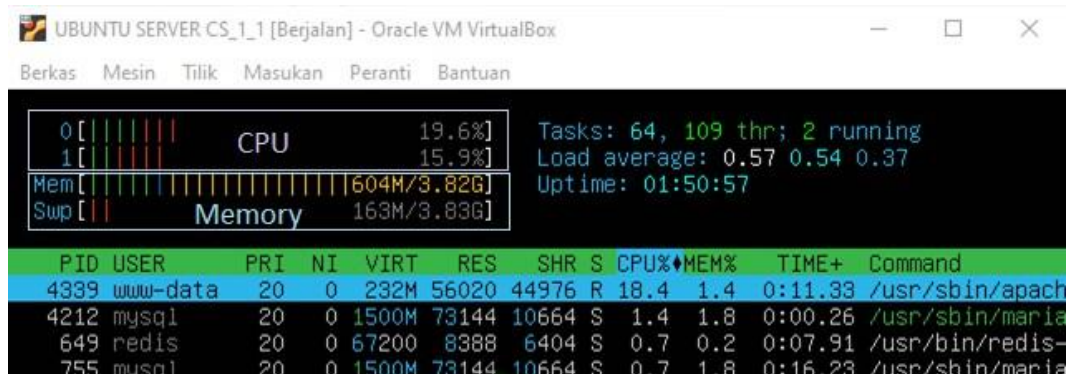 UBUNTU SERVER CS_1_1 [Berjalan] - Oracle VM VirtualBox
Berkas Mesin Tilik Masukan Peranti Bantuan
0[||||||||| CPU 19.6%] Tasks: 64, 109 thr; 2 running
1[||||||| 15.9%] Load average: 0.57 0.54 0.37
Mem[||||||||||||||||||||||||604M/3.82G] Uptime: 01:50:57
Swp[|| Memory 163M/3.83G]
PID USER PRI NI VIRT RES SHR S CPU%♦MEM% TIME+ Command
4339 www-data 20 0 232M 56020 44976 R 18.4 1.4 0:11.33 /usr/sbin/apach
4212 mysql 20 0 1500M 73144 10664 S 1.4 1.8 0:00.26 /usr/sbin/maria
649 redis 20 0 67200 8388 6404 S 0.7 0.2 0:07.91 /usr/bin/redis-
755 mysql 20 0 1500M 73144 10664 S 0.7 1.8 0:16.23 /usr/sbin/maria